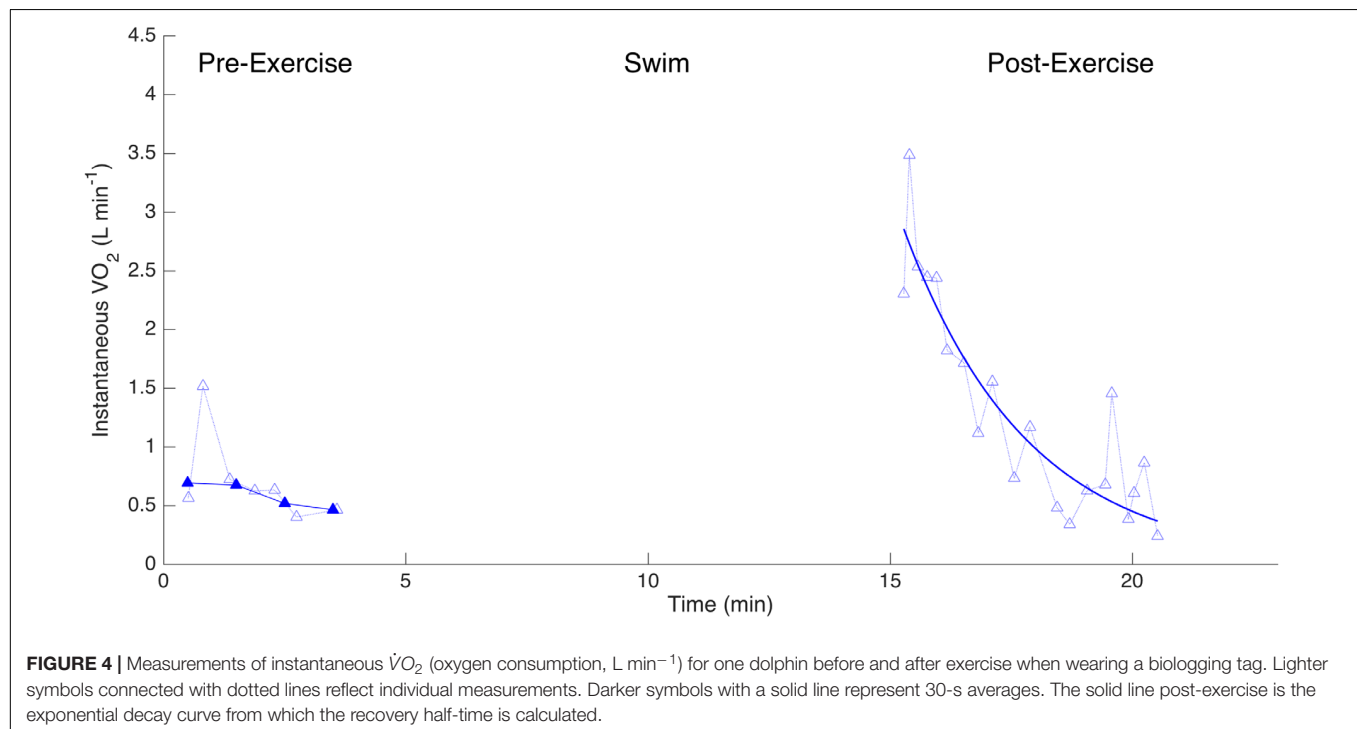 4.5
Pre-Exercise Swim Post-Exercise
4
3.5
3
2.5
2
1.5
1
0.5
0
Instantaneous VO₂ (L min⁻¹)
0 5 10 15 20
Time (min)
FIGURE 4 | Measurements of instantaneous V̇O₂ (oxygen consumption, L min⁻¹) for one dolphin before and after exercise when wearing a biologging tag. Lighter
symbols connected with dotted lines reflect individual measurements. Darker symbols with a solid line represent 30-s averages. The solid line post-exercise is the
exponential decay curve from which the recovery half-time is calculated.